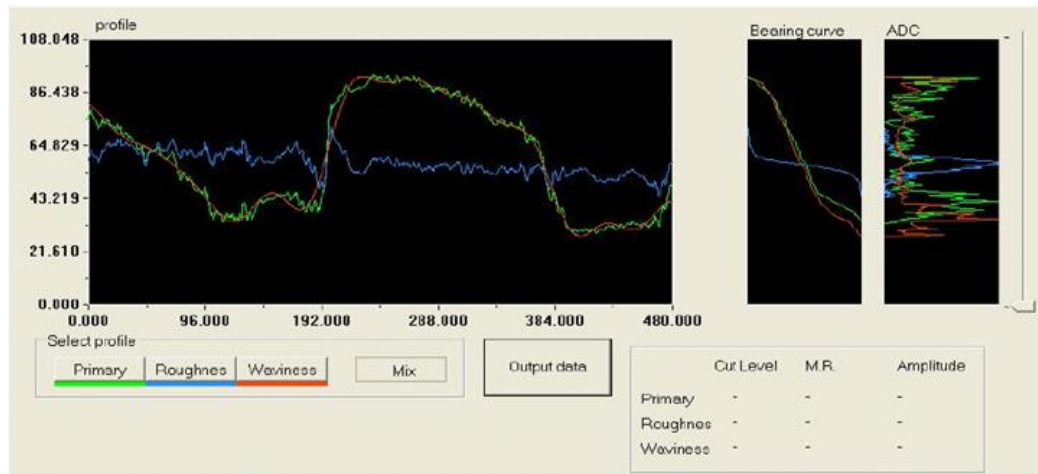 profile
Bearing curve
ADC
108.048
86.438
64.829
43.219
21.610
0.000
0.000 96.000 192.000 288.000 384.000 480.000
Select profile
Primary Roughnes Waviness Mix
Output data
Cut Level M.R. Amplitude
Primary - - -
Roughnes - - -
Waviness - - -